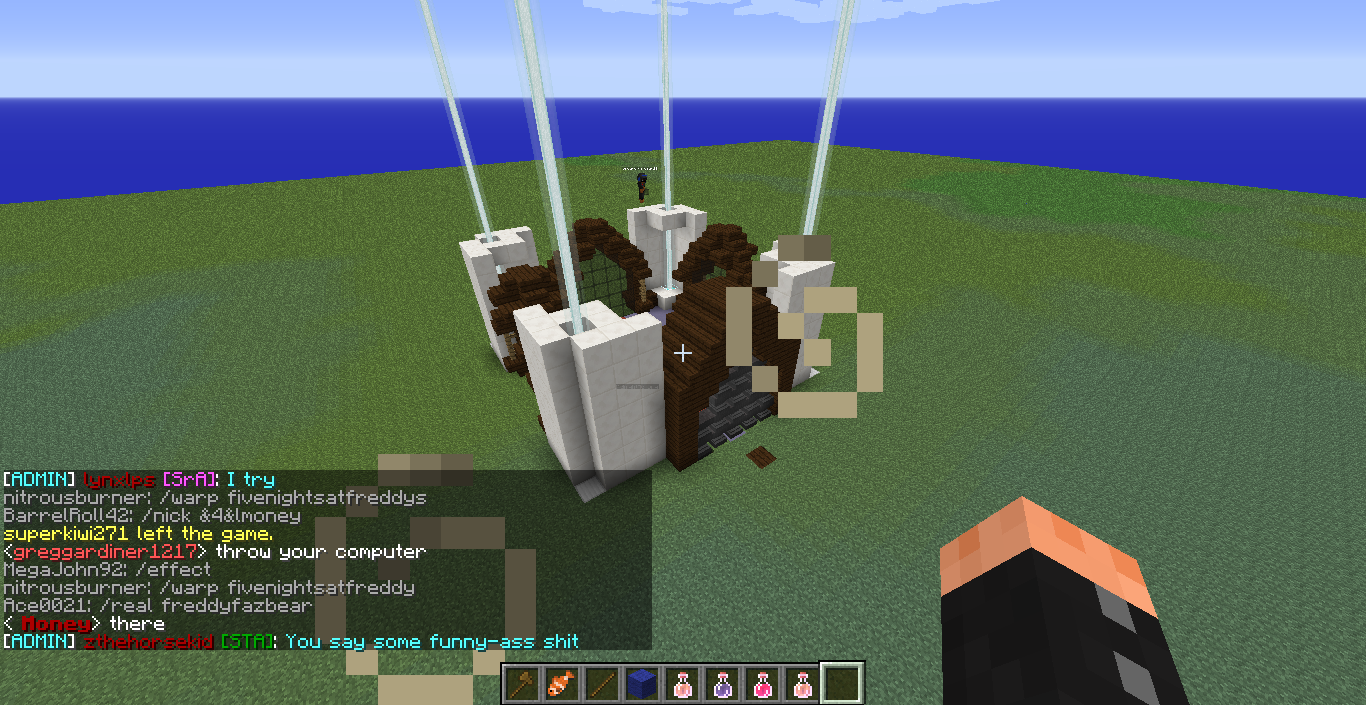 [ADMIN] lynxlps [SrA]: I try
nitrousburner: /warp fivenightsatfreddys
BarrelRoll42: /nick &4&lmoney
superkiwi271 left the game.
<greggardiner1217> throw your computer
MegaJohn92: /effect
nitrousburner: /warp fivenightsatfreddy
Ace0021: /real freddyfazbear
< Money> there
[ADMIN] zthehorsekid [STA]: You say some funny-ass shit